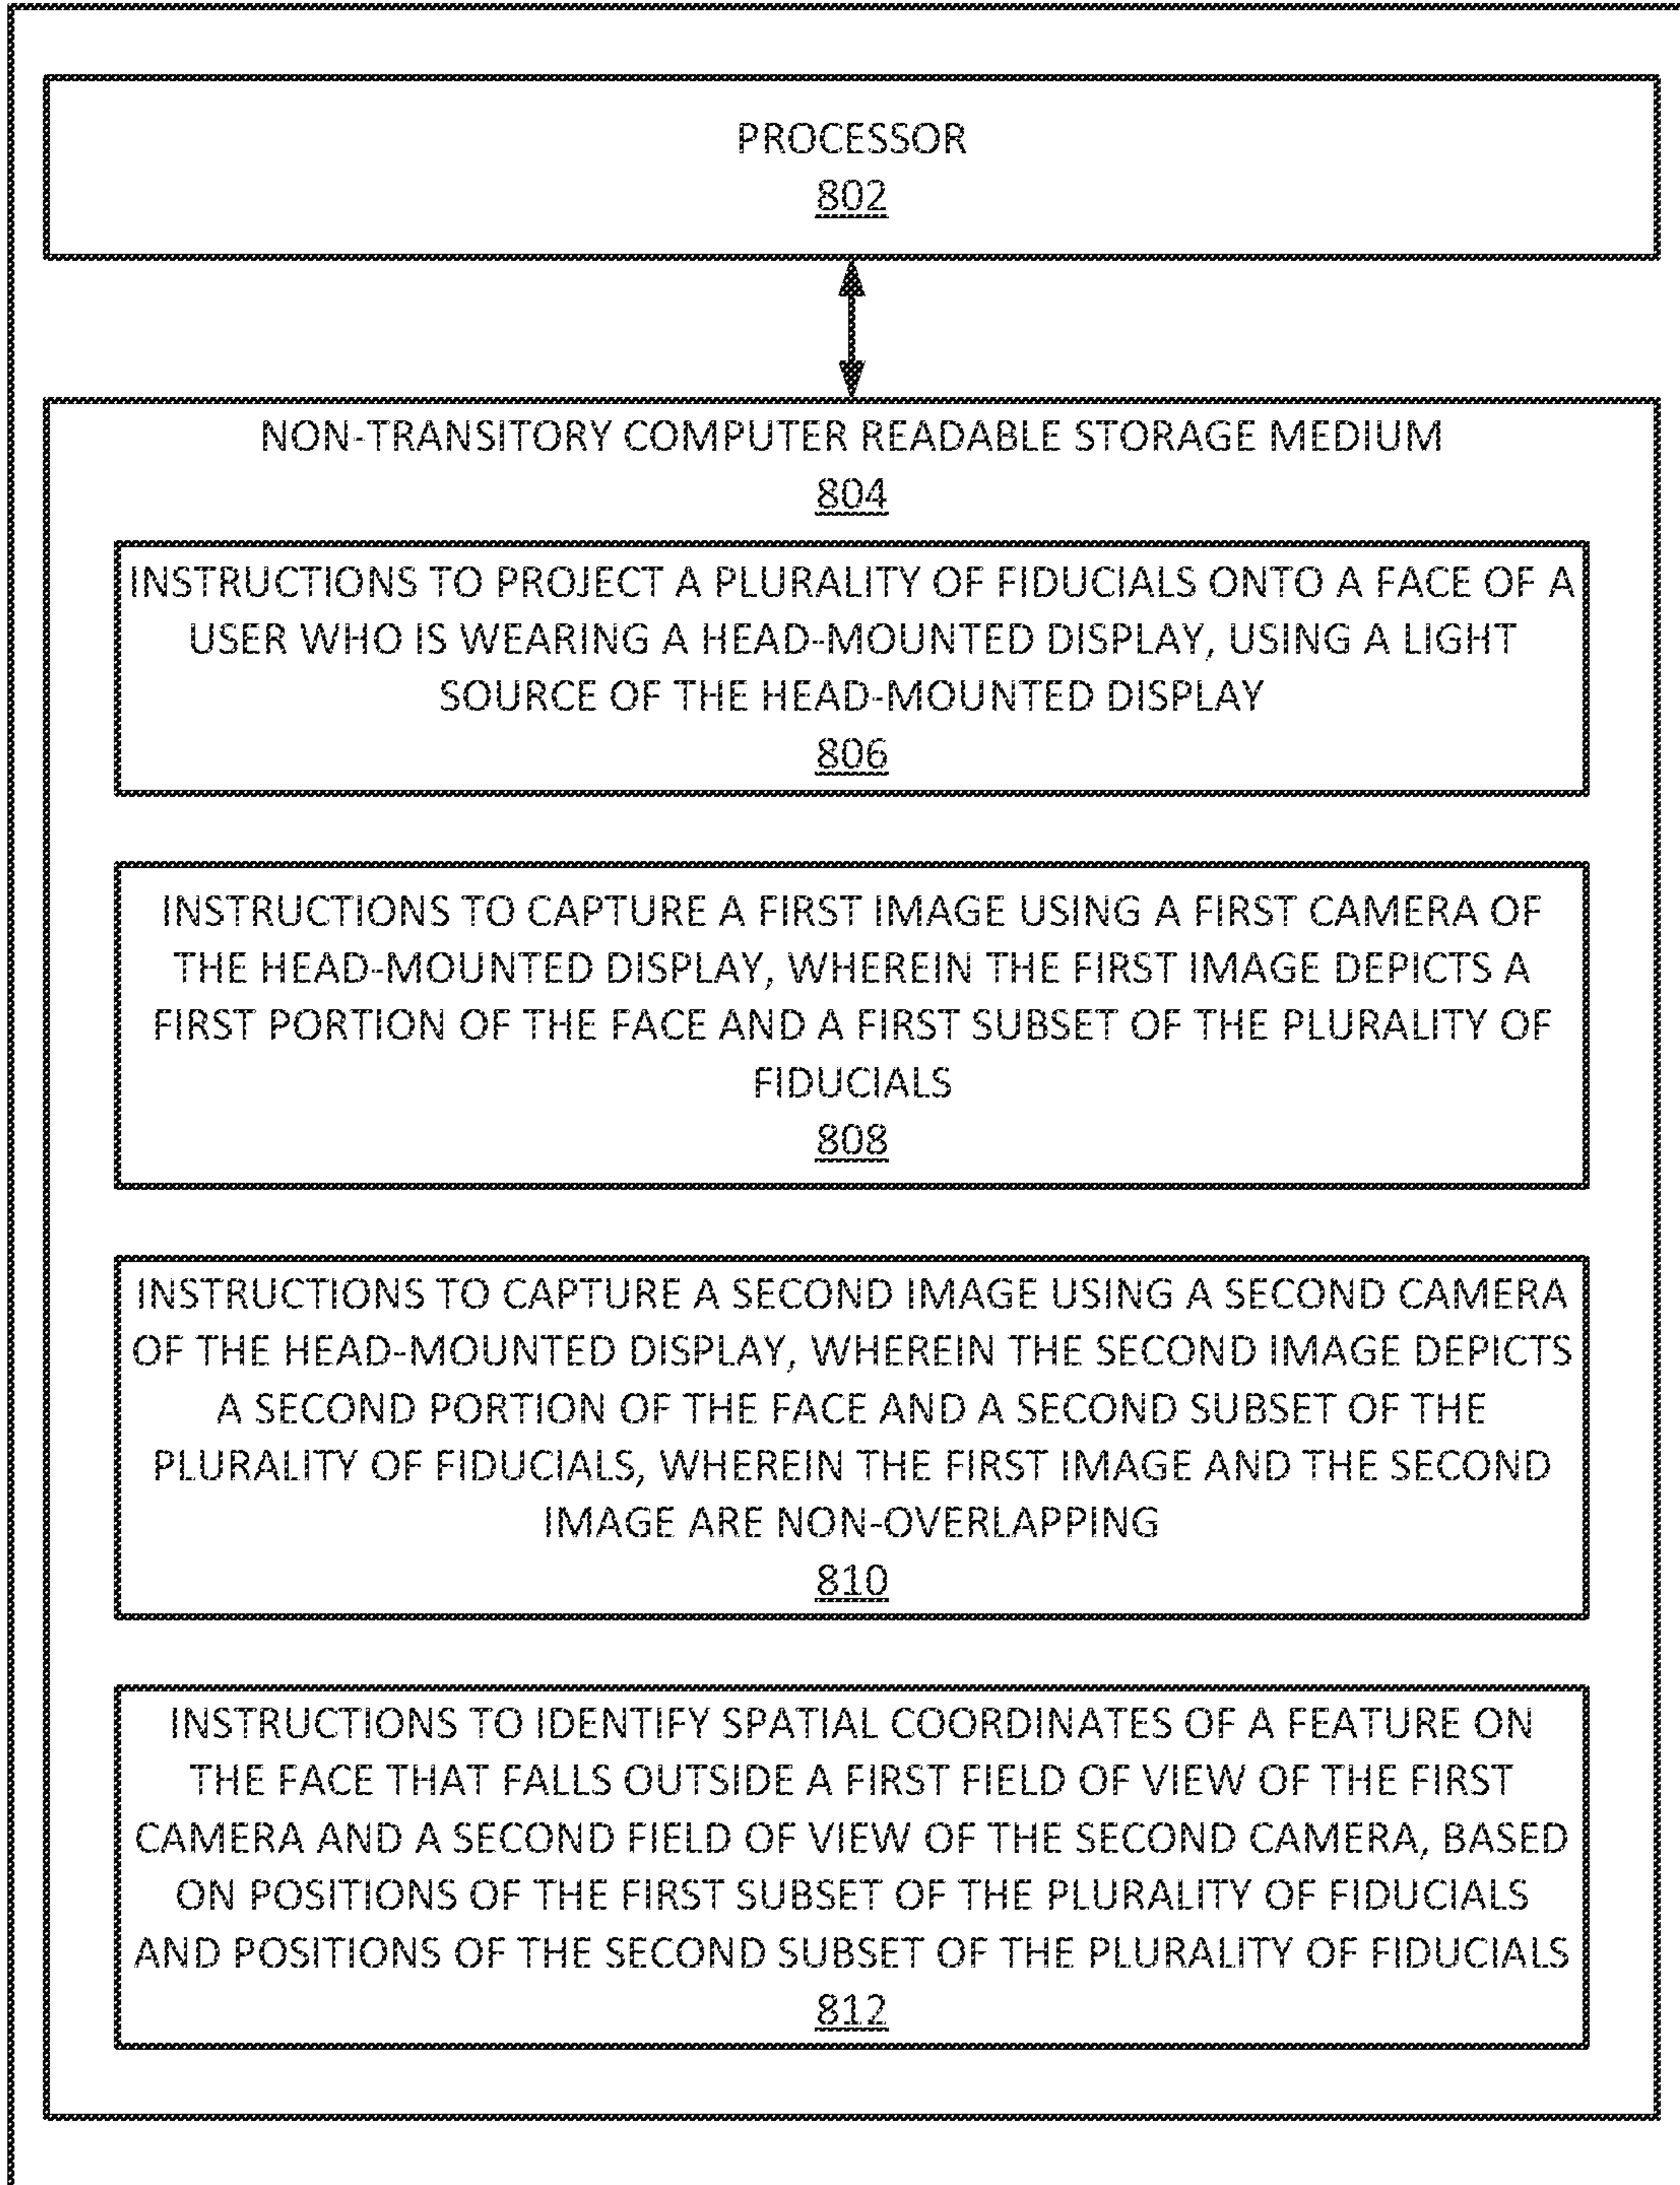 PROCESSOR
802
NON-TRANSITORY COMPUTER READABLE STORAGE MEDIUM
804
INSTRUCTIONS TO PROJECT A PLURALITY OF FIDUCIALS ONTO A FACE OF A
USER WHO IS WEARING A HEAD-MOUNTED DISPLAY, USING A LIGHT
SOURCE OF THE HEAD-MOUNTED DISPLAY
806
INSTRUCTIONS TO CAPTURE A FIRST IMAGE USING A FIRST CAMERA OF
THE HEAD-MOUNTED DISPLAY, WHEREIN THE FIRST IMAGE DEPICTS A
FIRST PORTION OF THE FACE AND A FIRST SUBSET OF THE PLURALITY OF
FIDUCIALS
808
INSTRUCTIONS TO CAPTURE A SECOND IMAGE USING A SECOND CAMERA
OF THE HEAD-MOUNTED DISPLAY, WHEREIN THE SECOND IMAGE DEPICTS
A SECOND PORTION OF THE FACE AND A SECOND SUBSET OF THE
PLURALITY OF FIDUCIALS, WHEREIN THE FIRST IMAGE AND THE SECOND
IMAGE ARE NON-OVERLAPPING
810
INSTRUCTIONS TO IDENTIFY SPATIAL COORDINATES OF A FEATURE ON
THE FACE THAT FALLS OUTSIDE A FIRST FIELD OF VIEW OF THE FIRST
CAMERA AND A SECOND FIELD OF VIEW OF THE SECOND CAMERA, BASED
ON POSITIONS OF THE FIRST SUBSET OF THE PLURALITY OF FIDUCIALS
AND POSITIONS OF THE SECOND SUBSET OF THE PLURALITY OF FIDUCIALS
812